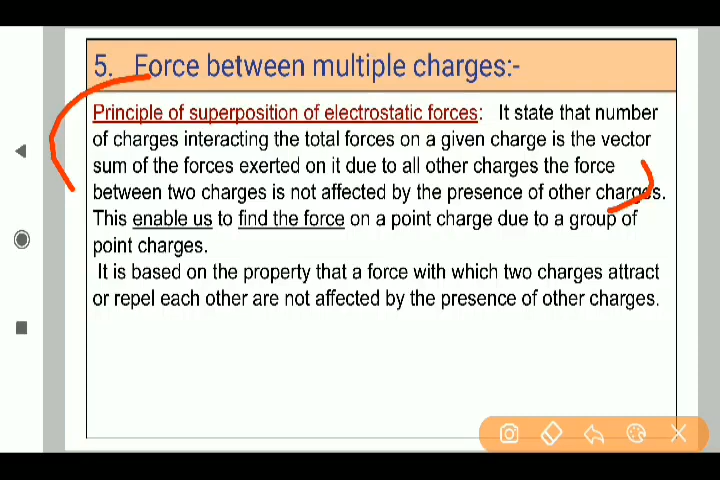 5. Force between multiple charges:-
Principle of superposition of electrostatic forces: It state that number
of charges interacting the total forces on a given charge is the vector
sum of the forces exerted on it due to all other charges the force
between two charges is not affected by the presence of other charges.
This enable us to find the force on a point charge due to a group of
point charges.
It is based on the property that a force with which two charges attract
or repel each other are not affected by the presence of other charges.